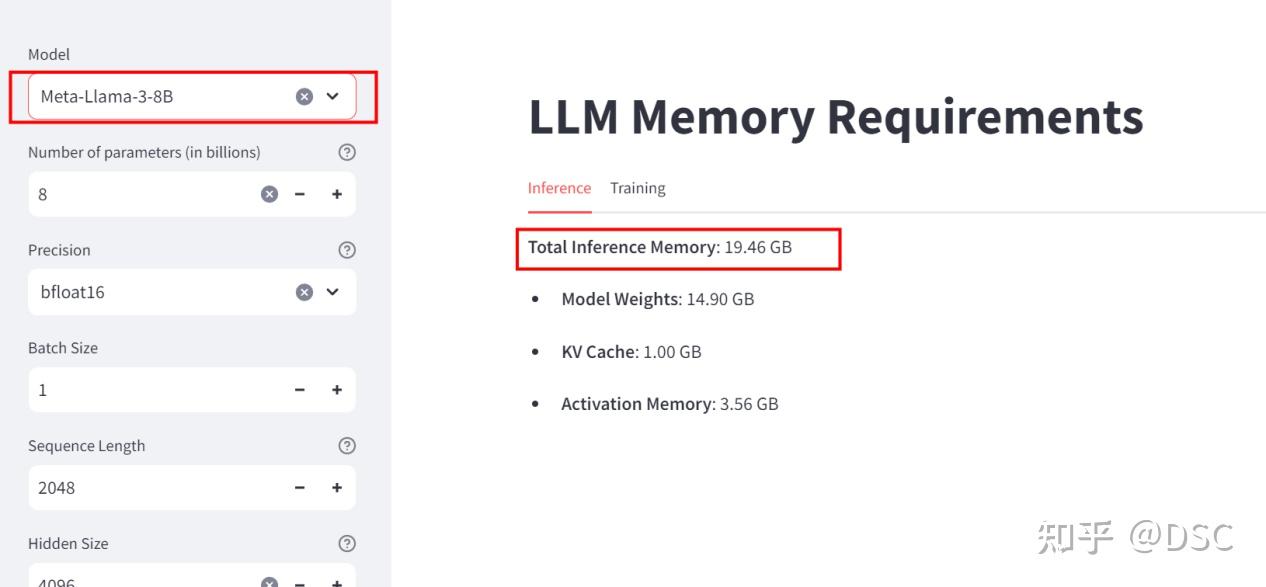 Model
Meta-Llama-3-8B
Number of parameters (in billions)
8
Precision
bfloat16
Batch Size
1
Sequence Length
2048
Hidden Size
4096
LLM Memory Requirements
Inference Training
Total Inference Memory: 19.46 GB
• Model Weights: 14.90 GB
• KV Cache: 1.00 GB
• Activation Memory: 3.56 GB
知乎 @DSC